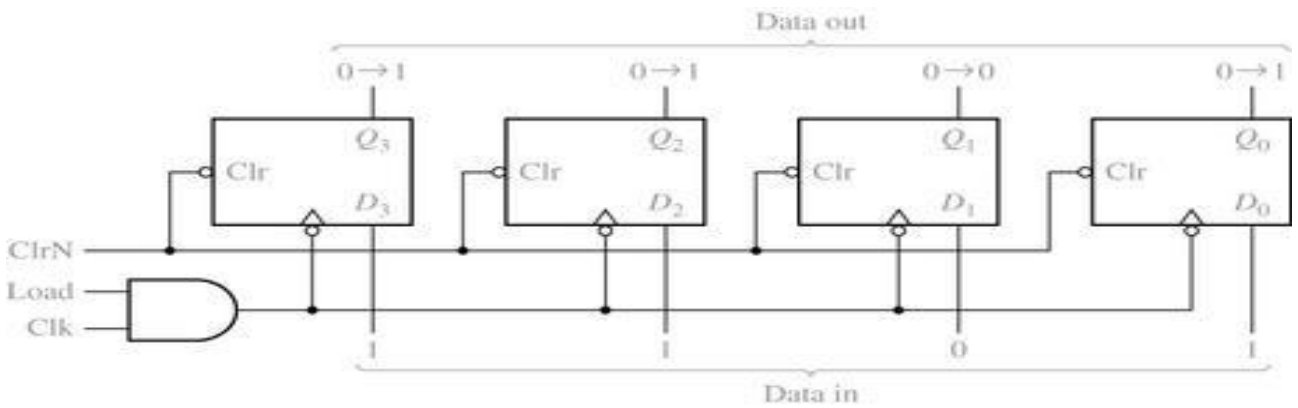 Data out
0→1 0→1 0→0 0→1
Q₃ Q₂ Q₁ Q₀
Clr Clr Clr Clr
D₃ D₂ D₁ D₀
ClrN
Load
Clk
1 1 0 1
Data in